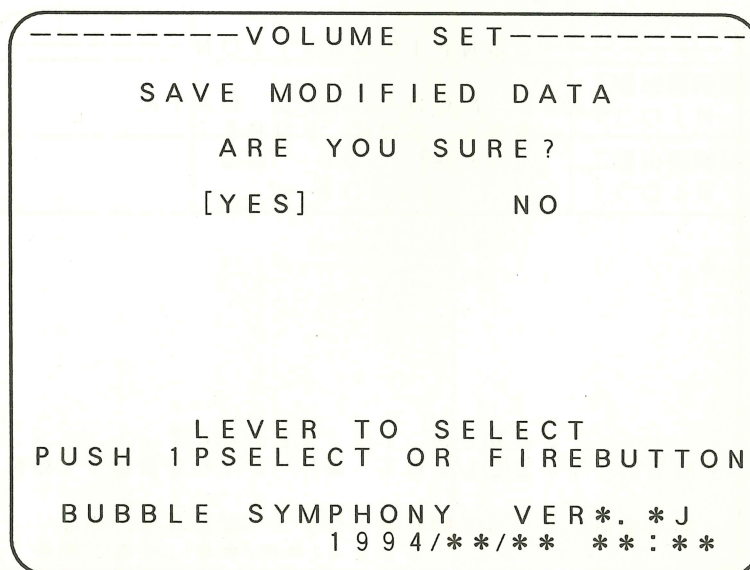 ---------VOLUME SET----------
SAVE MODIFIED DATA
ARE YOU SURE?
[YES] NO
LEVER TO SELECT
PUSH 1PSELECT OR FIREBUTTON
BUBBLE SYMPHONY VER*.*J
1994/**/** **:**